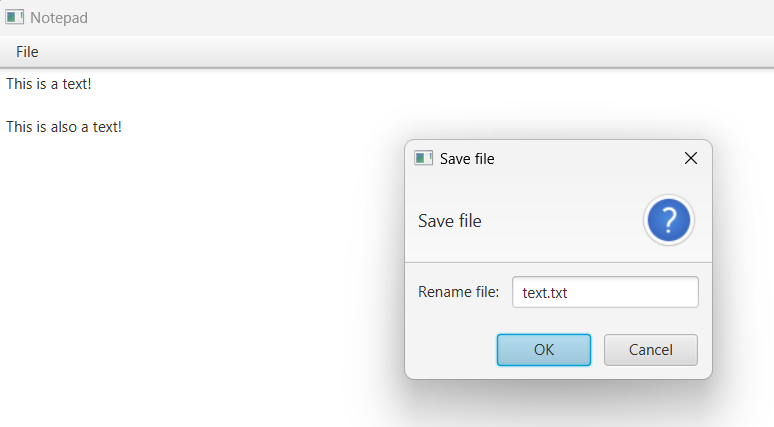 Notepad
File
This is a text!
This is also a text!
Save file
Save file
?
Rename file: text.txt
OK Cancel